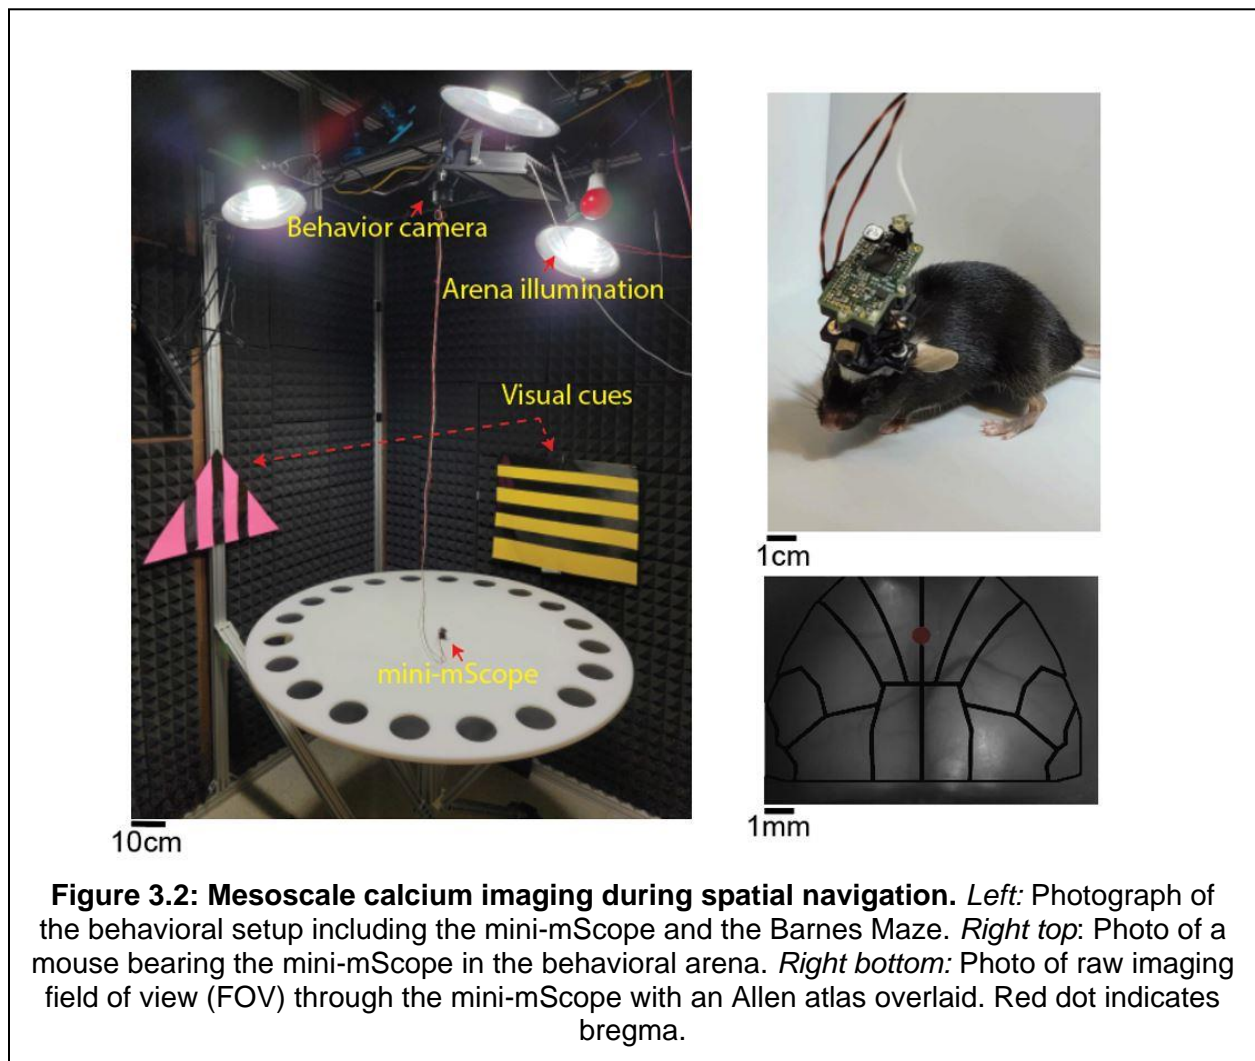 Behavior camera
Arena illumination
Visual cues
mini-mScope
10cm
1cm
1mm
Figure 3.2: Mesoscale calcium imaging during spatial navigation. Left: Photograph of
the behavioral setup including the mini-mScope and the Barnes Maze. Right top: Photo of a
mouse bearing the mini-mScope in the behavioral arena. Right bottom: Photo of raw imaging
field of view (FOV) through the mini-mScope with an Allen atlas overlaid. Red dot indicates
bregma.